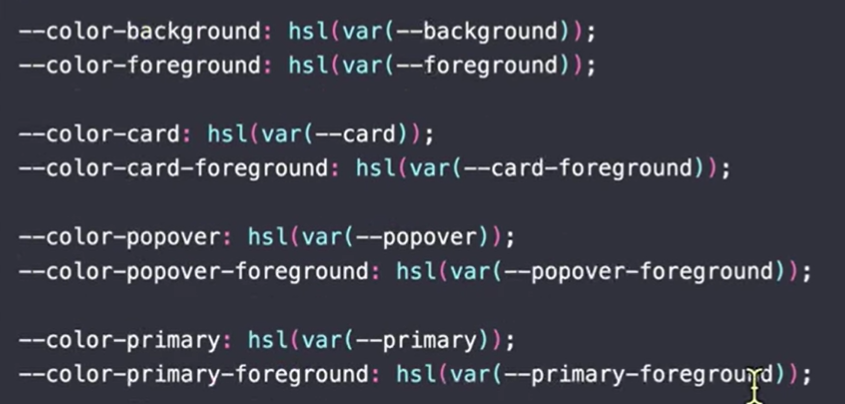 --color-background: hsl(var(--background));
--color-foreground: hsl(var(--foreground));
--color-card: hsl(var(--card));
--color-card-foreground: hsl(var(--card-foreground));
--color-popover: hsl(var(--popover));
--color-popover-foreground: hsl(var(--popover-foreground));
--color-primary: hsl(var(--primary));
--color-primary-foreground: hsl(var(--primary-foreground));